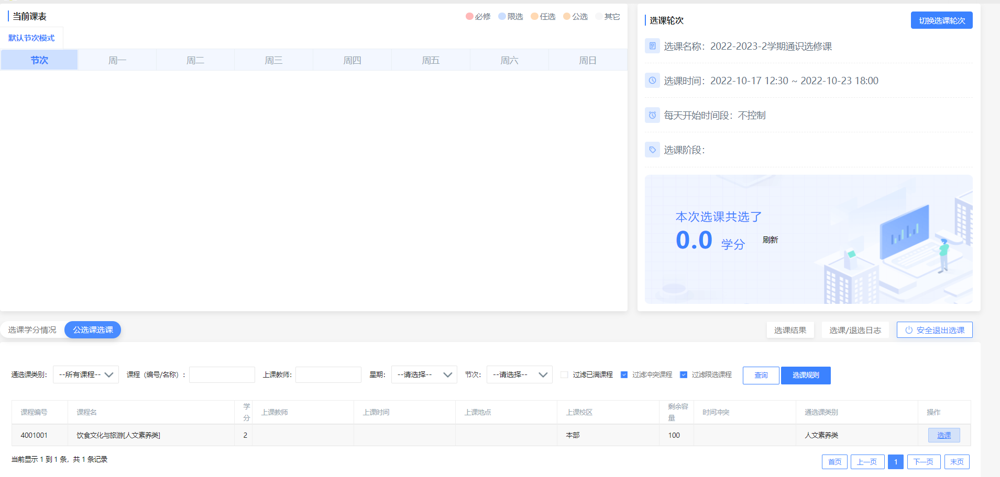 当前课表
必修 限选 任选 公选 其它
默认节次模式
节次 周一 周二 周三 周四 周五 周六 周日
选课轮次
切换选课轮次
选课名称：2022-2023-2学期通识选修课
选课时间：2022-10-17 12:30 ~ 2022-10-23 18:00
每天开始时间段：不控制
选课阶段：
本次选课共选了
0.0 学分 刷新
选课学分情况 公选课选课
选课结果 选课/退选日志 安全退出选课
通选课类别: --所有课程-- 课程（编号/名称）: 上课教师: 星期: --请选择-- 节次: --请选择-- 过滤已满课程 过滤冲突课程 过滤限选课程 查询 选课规则
课程编号 课程名 学分 上课教师 上课时间 上课地点 上课校区 剩余容量 时间冲突 通选课类别 操作
4001001 饮食文化与旅游[人文素养类] 2 本部 100 人文素养类 选课
当前显示 1 到 1 条，共 1 条记录
首页 上一页 1 下一页 末页